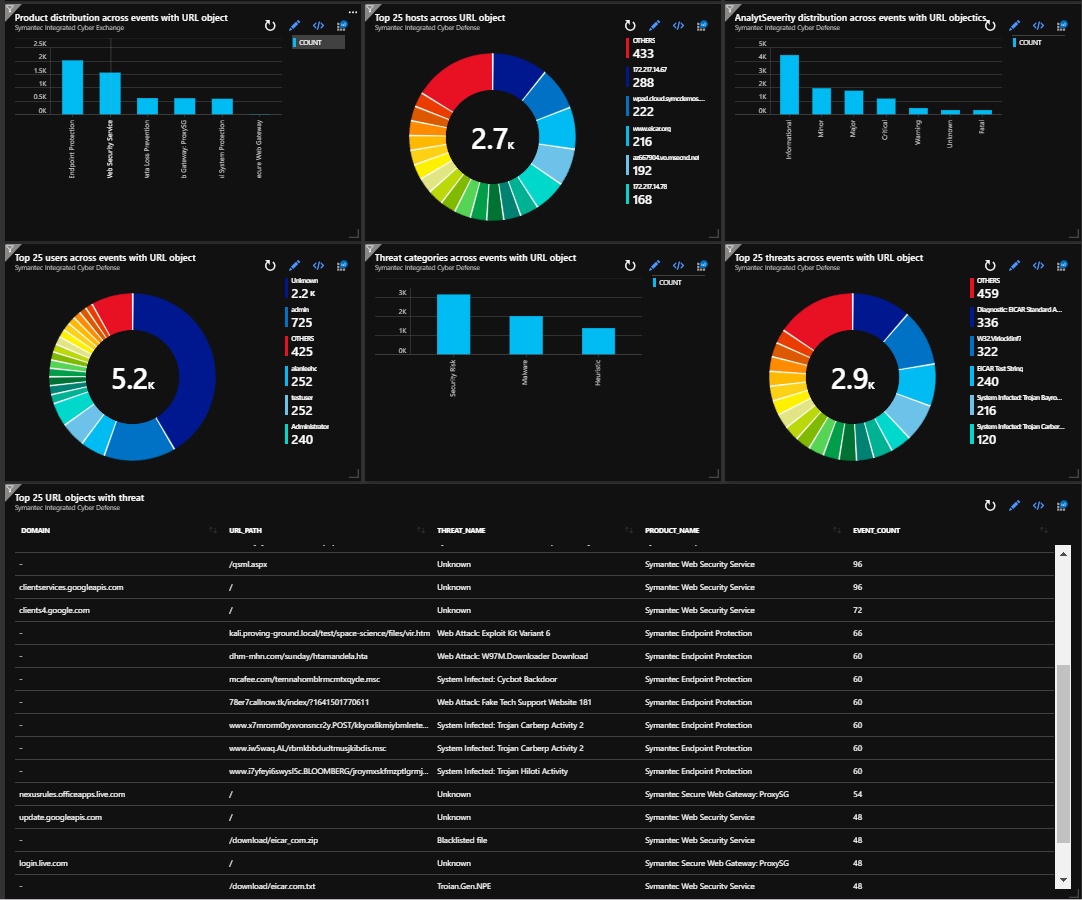 Product distribution across events with URL object
Symantec Integrated Cyber Exchange
COUNT
2.5K
2K
1.5K
1K
0.5K
0K
Endpoint Protection
Web Security Service
ata Loss Prevention
b Gateway: ProxySG
l System Protection
ecure Web Gateway
Top 25 hosts across URL object
Symantec Integrated Cyber Defense
2.7K
OTHERS
433
172.217.14.67
288
wpad.cloud.symcdemos....
222
www.eicar.org
216
az667904.vo.msecnd.net
192
172.217.14.78
168
AnalytSeverity distribution across events with URL objectics
Symantec Integrated Cyber Defense
COUNT
5K
4K
3K
2K
1K
0K
Informational
Minor
Major
Critical
Warning
Unknown
Fatal
Top 25 users across events with URL object
Symantec Integrated Cyber Defense
5.2K
Unknown
2.2 K
admin
725
OTHERS
425
252
testuser
252
Administrator
240
Threat categories across events with URL object
Symantec Integrated Cyber Defense
COUNT
3K
2K
1K
0K
Security Risk
Malware
Heuristic
Top 25 threats across events with URL object
Symantec Integrated Cyber Defense
2.9K
OTHERS
459
Diagnostic: EICAR Standard A...
336
W32.Virlock!inf7
322
EICAR Test String
240
System Infected: Trojan Bayro...
216
System Infected: Trojan Carber...
120
Top 25 URL objects with threat
Symantec Integrated Cyber Defense
DOMAIN URL_PATH THREAT_NAME PRODUCT_NAME EVENT_COUNT
- /qsml.aspx Unknown Symantec Web Security Service 96
clientservices.googleapis.com / Unknown Symantec Web Security Service 96
clients4.google.com / Unknown Symantec Web Security Service 72
- kali.proving-ground.local/test/space-science/files/vir.htm Web Attack: Exploit Kit Variant 6 Symantec Endpoint Protection 66
- dhm-mhn.com/sunday/htamandela.hta Web Attack: W97M.Downloader Download Symantec Endpoint Protection 60
- mcafee.com/temnahomblrmcmtxqyde.msc System Infected: Cycbot Backdoor Symantec Endpoint Protection 60
- 78er7callnow.tk/index/?1641501770611 Web Attack: Fake Tech Support Website 181 Symantec Endpoint Protection 60
- www.x7mrorm0ryxvonsncr2y.POST/kkyoxlikmiybmlrete... System Infected: Trojan Carberp Activity 2 Symantec Endpoint Protection 60
- www.iw5waq.AL/rbmkbbdudtmusjkibdis.msc System Infected: Trojan Carberp Activity 2 Symantec Endpoint Protection 60
- www.i7yfeyi6swysl5c.BLOOMBERG/jroymxskfmzptlgrmj... System Infected: Trojan Hiloti Activity Symantec Endpoint Protection 60
nexusrules.officeapps.live.com / Unknown Symantec Secure Web Gateway: ProxySG 54
update.googleapis.com / Unknown Symantec Web Security Service 48
- /download/eicar_com.zip Blacklisted file Symantec Web Security Service 48
login.live.com / Unknown Symantec Secure Web Gateway: ProxySG 48
- /download/eicar.com.txt Trojan.Gen.NPE Symantec Web Security Service 48